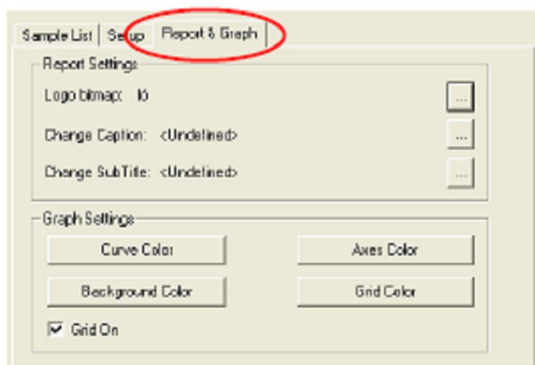 Sample List Setup Report & Graph
Report Settings
Logo bitmap: ló ...
Change Caption: <Undefined> ...
Change SubTitle: <Undefined> ...
Graph Settings
Curve Color Axes Color
Background Color Grid Color
Grid On